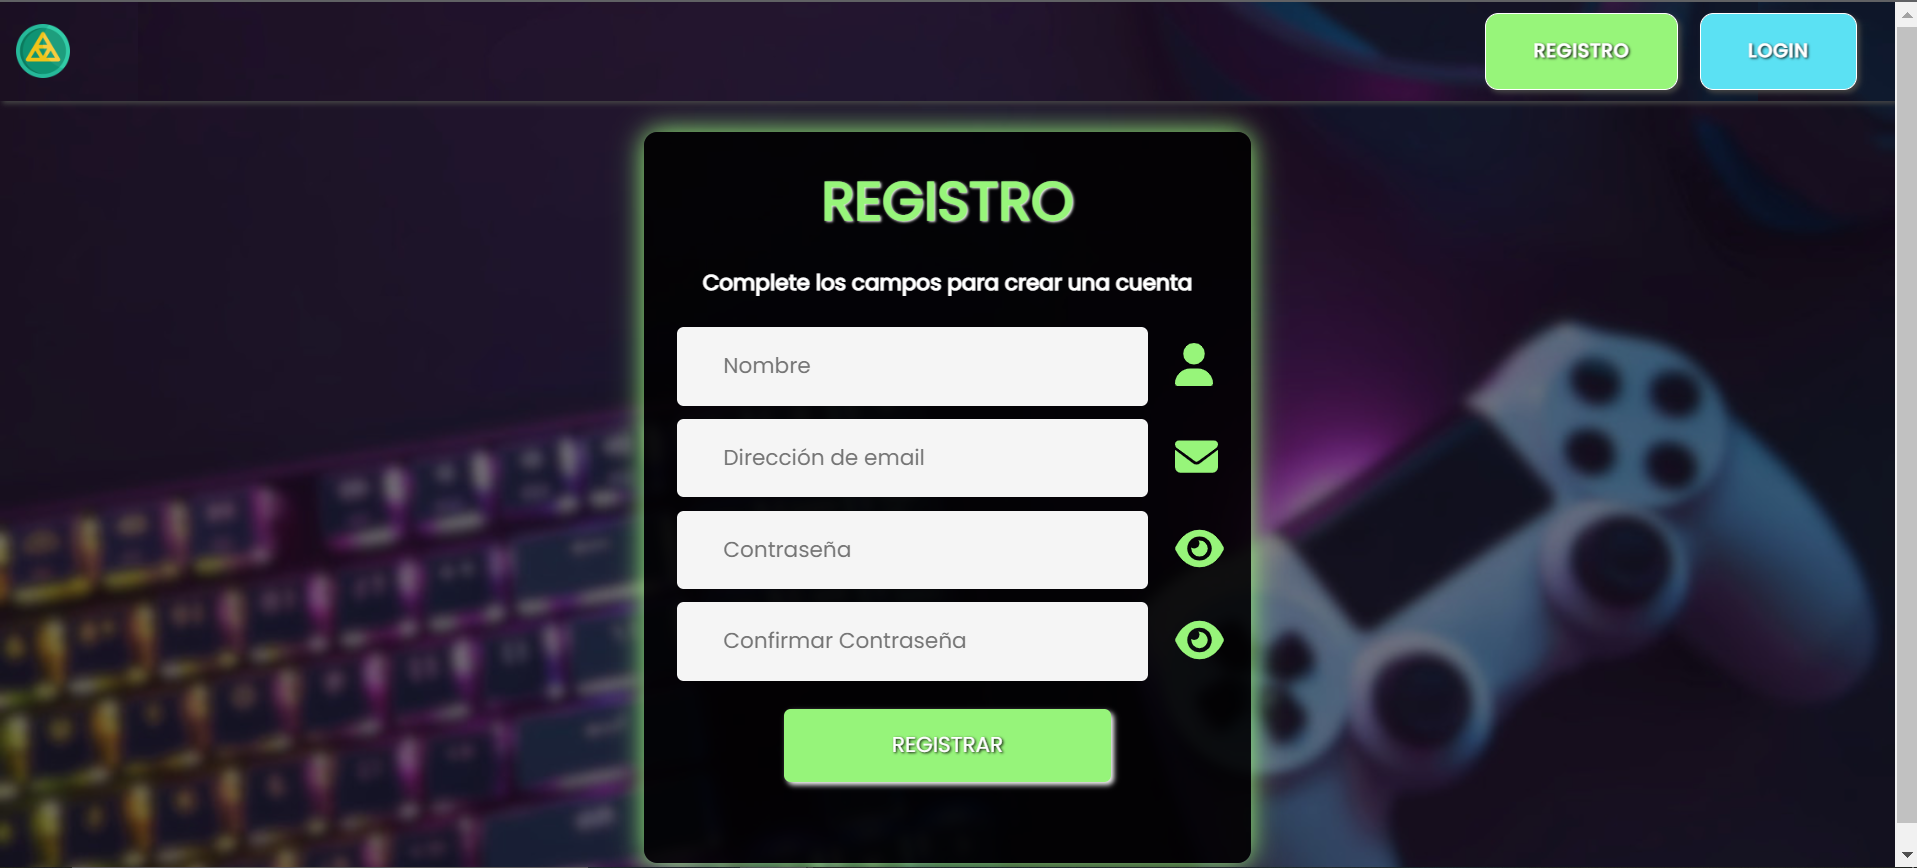 REGISTRO
LOGIN
REGISTRO
Complete los campos para crear una cuenta
Nombre
Dirección de email
Contraseña
Confirmar Contraseña
REGISTRAR